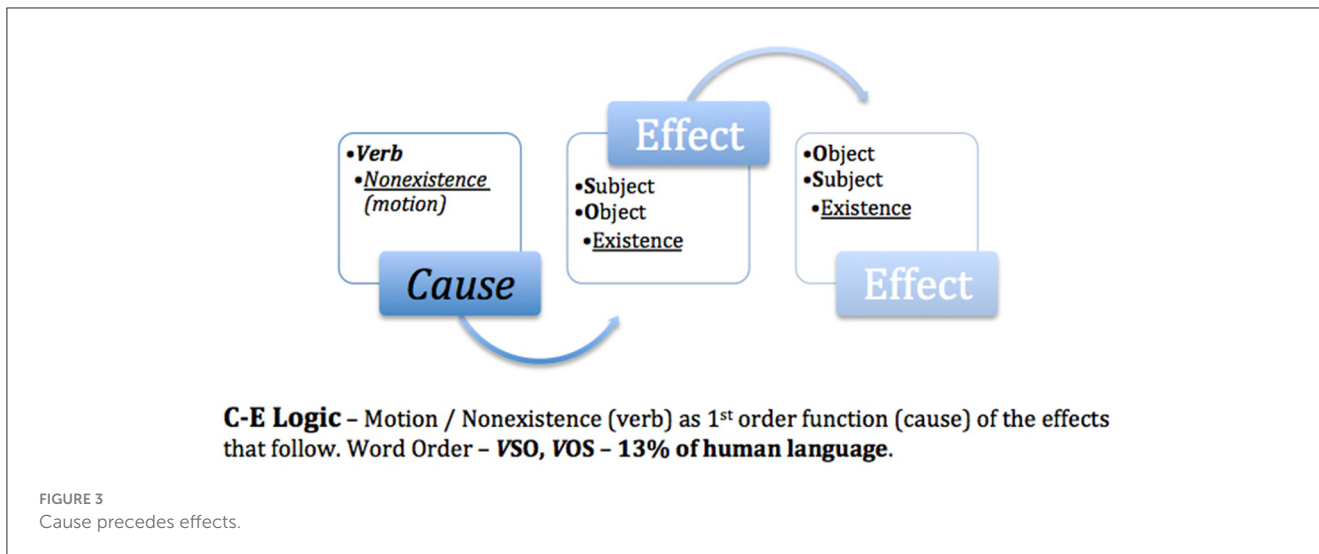 •Verb
•Nonexistence
(motion)
Cause
Effect
•Subject
•Object
•Existence
•Object
•Subject
•Existence
Effect
C-E Logic – Motion / Nonexistence (verb) as 1st order function (cause) of the effects
that follow. Word Order – VSO, VOS – 13% of human language.
FIGURE 3
Cause precedes effects.